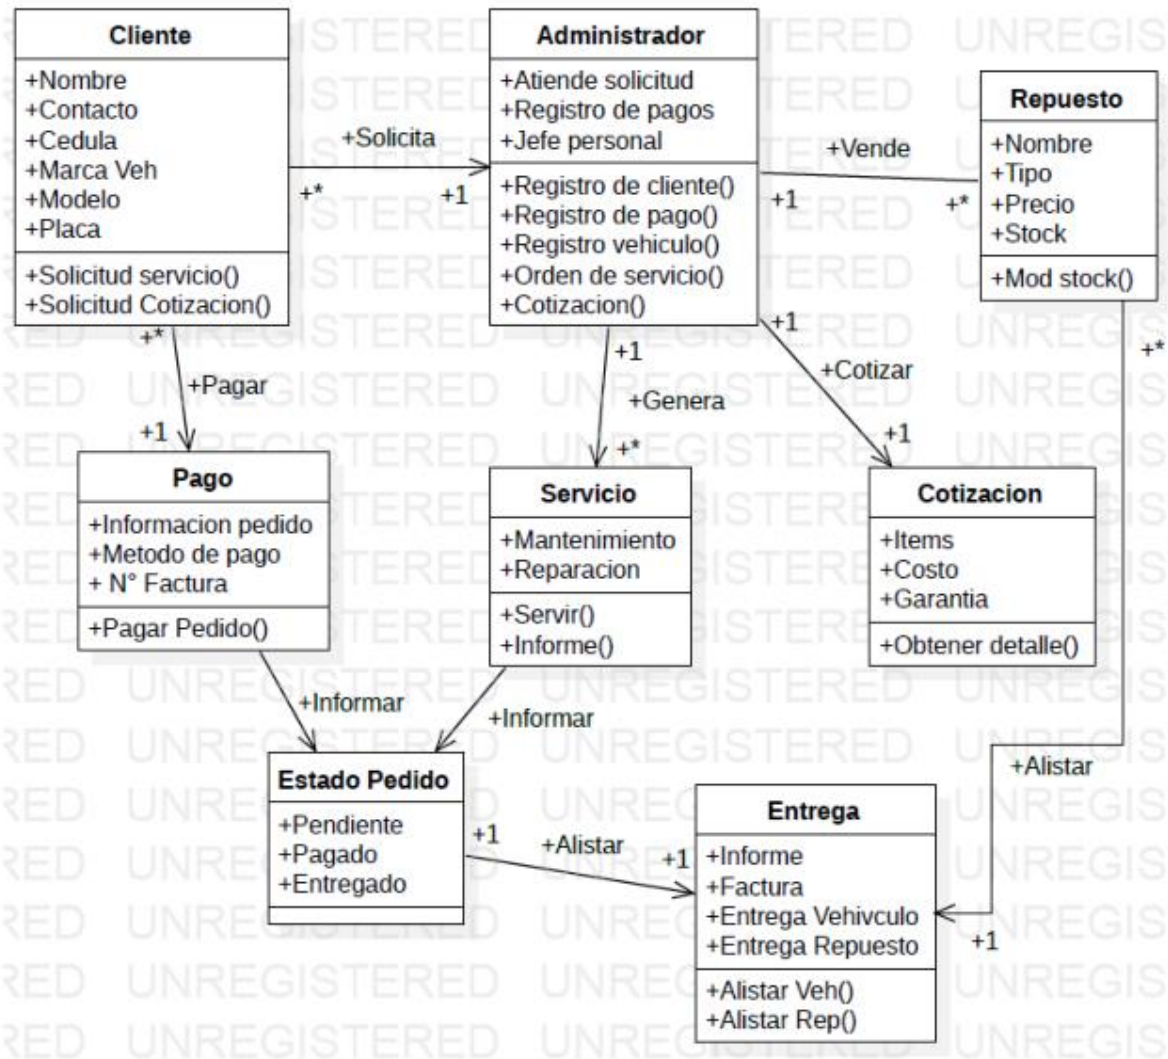 Cliente
+Nombre
+Contacto
+Cedula
+Marca Veh
+Modelo
+Placa
+Solicitud servicio()
+Solicitud Cotizacion()
+Solicita
+*
+1
Administrador
+Atiende solicitud
+Registro de pagos
+Jefe personal
+Registro de cliente()
+Registro de pago()
+Registro vehiculo()
+Orden de servicio()
+Cotizacion()
+Vende
+1
+*
Repuesto
+Nombre
+Tipo
+Precio
+Stock
+Mod stock()
+*
+Pagar
+1
+1
+Genera
+*
+1
+Cotizar
+1
+*
Pago
+Informacion pedido
+Metodo de pago
+ N° Factura
+Pagar Pedido()
Servicio
+Mantenimiento
+Reparacion
+Servir()
+Informe()
Cotizacion
+Items
+Costo
+Garantia
+Obtener detalle()
+Informar
+Informar
+Alistar
Estado Pedido
+Pendiente
+Pagado
+Entregado
+1
+Alistar
+1
Entrega
+Informe
+Factura
+Entrega Vehivculo
+Entrega Repuesto
+Alistar Veh()
+Alistar Rep()
+1
UNREGISTERED